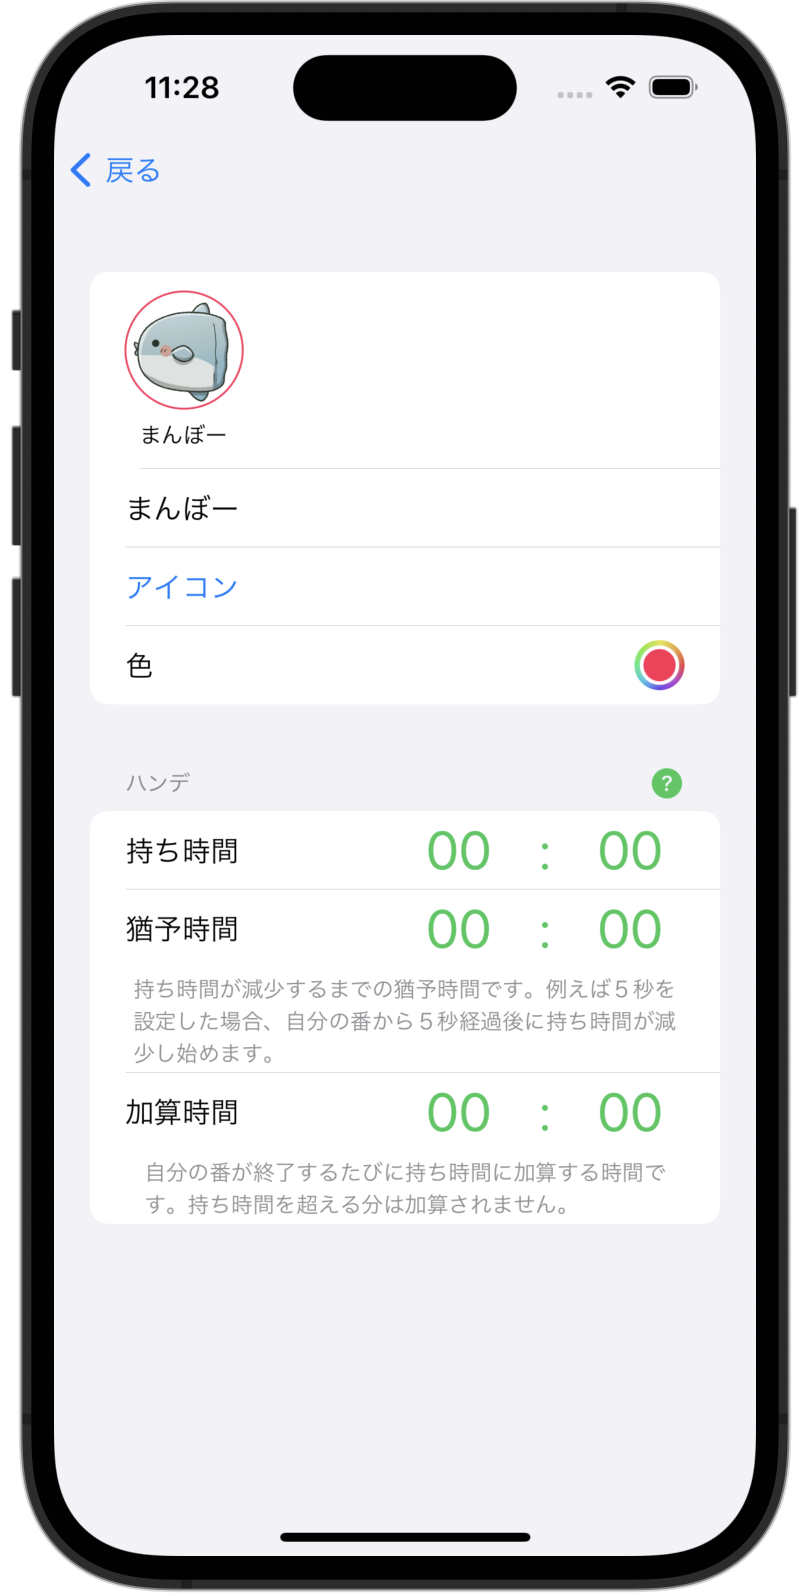 11:28
戻る
まんぼー
まんぼー
アイコン
色
ハンデ
?
持ち時間 00 : 00
猶予時間 00 : 00
持ち時間が減少するまでの猶予時間です。例えば５秒を
設定した場合、自分の番から５秒経過後に持ち時間が減
少し始めます。
加算時間 00 : 00
自分の番が終了するたびに持ち時間に加算する時間で
す。持ち時間を超える分は加算されません。